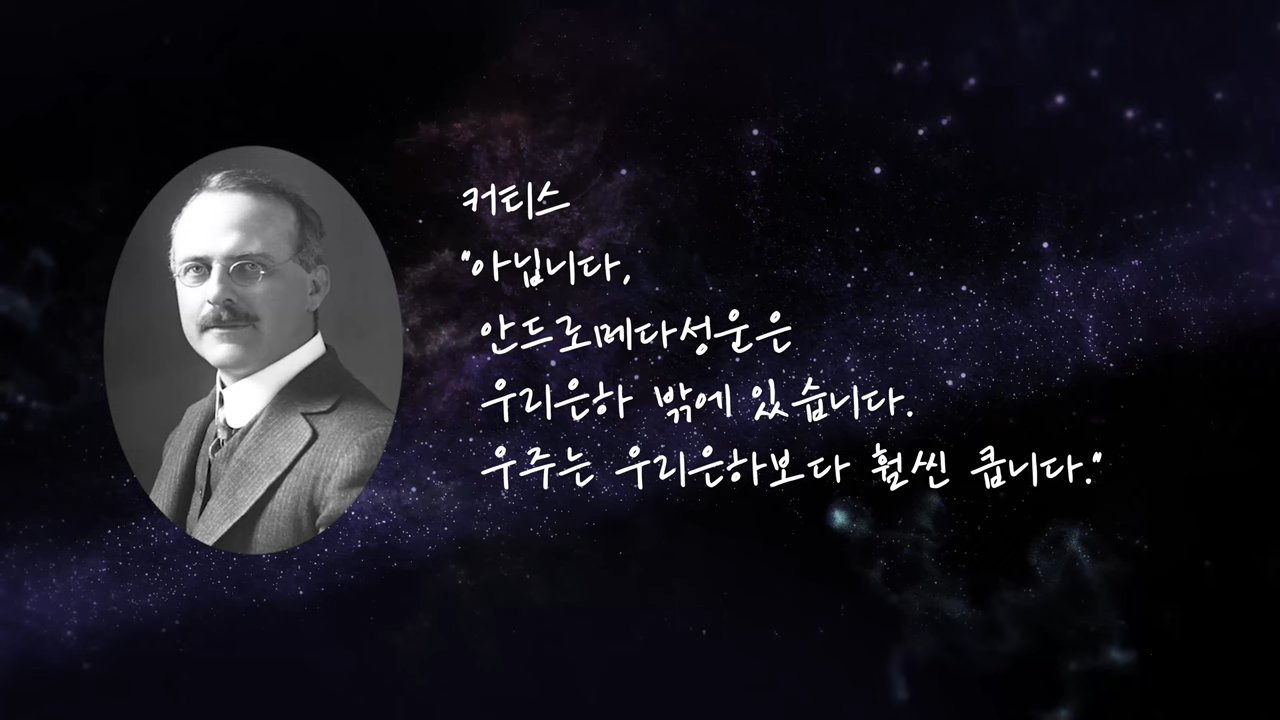 커티스
"아닙니다,
안드로메다성운은
우리은하 밖에 있습니다.
우주는 우리은하보다 훨씬 큽니다."